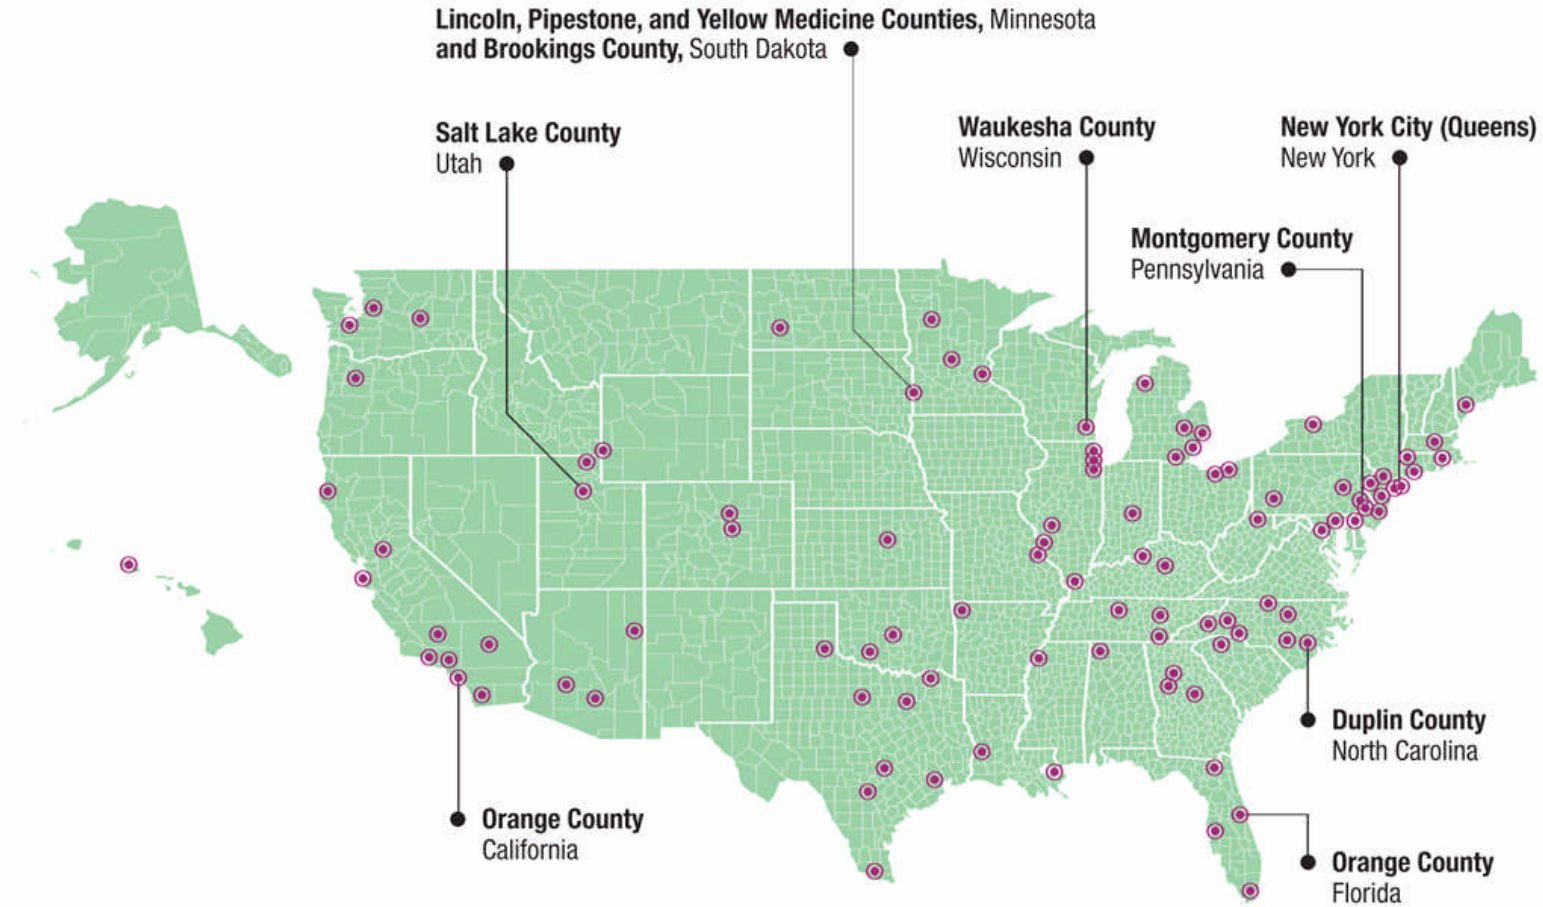 Lincoln, Pipestone, and Yellow Medicine Counties, Minnesota
and Brookings County, South Dakota
Salt Lake County
Utah
Waukesha County
Wisconsin
New York City (Queens)
New York
Montgomery County
Pennsylvania
Duplin County
North Carolina
Orange County
California
Orange County
Florida